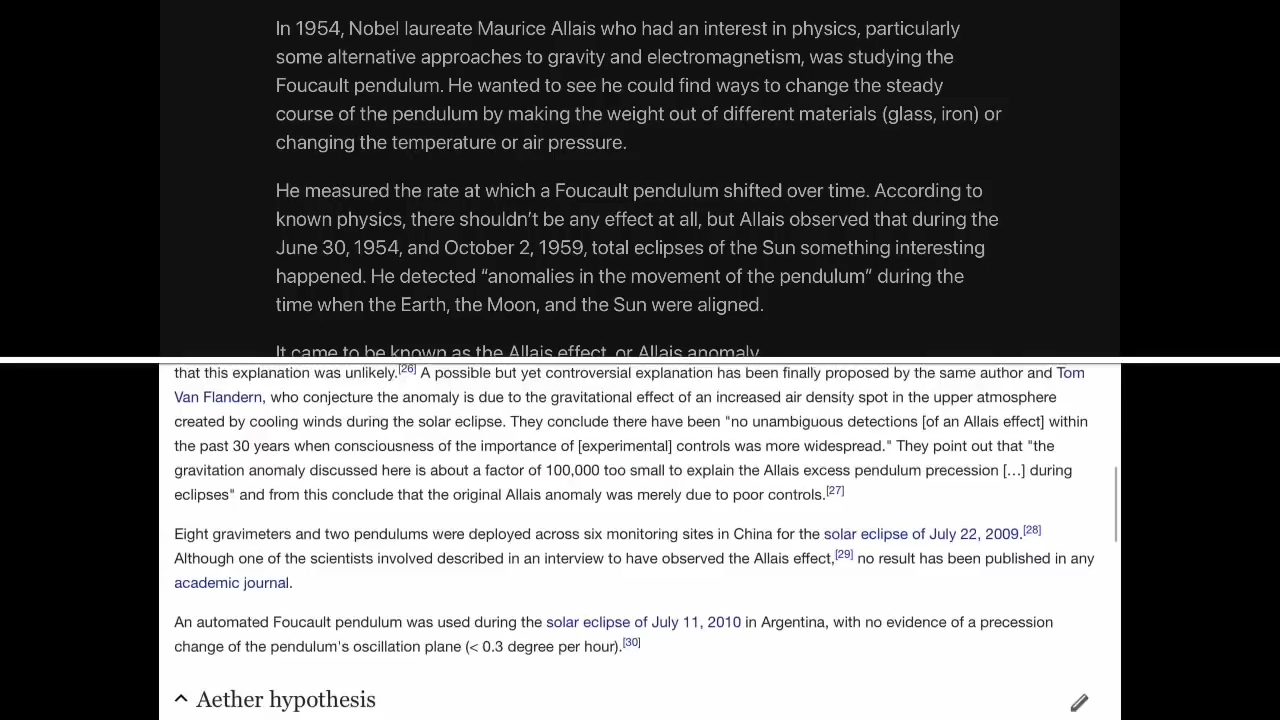 In 1954, Nobel laureate Maurice Allais who had an interest in physics, particularly
some alternative approaches to gravity and electromagnetism, was studying the
Foucault pendulum. He wanted to see he could find ways to change the steady
course of the pendulum by making the weight out of different materials (glass, iron) or
changing the temperature or air pressure.
He measured the rate at which a Foucault pendulum shifted over time. According to
known physics, there shouldn't be any effect at all, but Allais observed that during the
June 30, 1954, and October 2, 1959, total eclipses of the Sun something interesting
happened. He detected “anomalies in the movement of the pendulum” during the
time when the Earth, the Moon, and the Sun were aligned.
It came to be known as the Allais effect, or Allais anomaly.
that this explanation was unlikely.[26] A possible but yet controversial explanation has been finally proposed by the same author and Tom
Van Flandern, who conjecture the anomaly is due to the gravitational effect of an increased air density spot in the upper atmosphere
created by cooling winds during the solar eclipse. They conclude there have been "no unambiguous detections [of an Allais effect] within
the past 30 years when consciousness of the importance of [experimental] controls was more widespread." They point out that "the
gravitation anomaly discussed here is about a factor of 100,000 too small to explain the Allais excess pendulum precession [...] during
eclipses" and from this conclude that the original Allais anomaly was merely due to poor controls.[27]
Eight gravimeters and two pendulums were deployed across six monitoring sites in China for the solar eclipse of July 22, 2009.[28]
Although one of the scientists involved described in an interview to have observed the Allais effect,[29] no result has been published in any
academic journal.
An automated Foucault pendulum was used during the solar eclipse of July 11, 2010 in Argentina, with no evidence of a precession
change of the pendulum's oscillation plane (< 0.3 degree per hour).[30]
Aether hypothesis